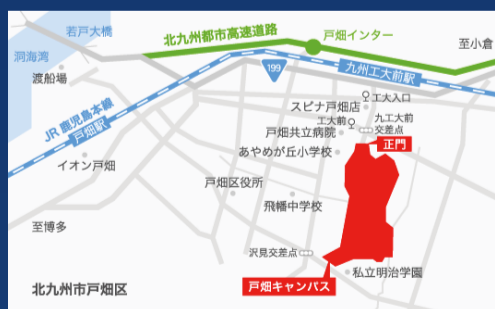 若戸大橋
北九州都市高速道路
戸畑インター
至小倉
洞海湾
渡船場
199
九州工大前駅
JR 鹿児島本線
戸畑駅
スピナ戸畑店
工大入口
工大前
九工大前
交差点
戸畑共立病院
正門
イオン戸畑
あやめが丘小学校
戸畑区役所
飛幡中学校
至博多
沢見交差点
私立明治学園
北九州市戸畑区
戸畑キャンパス